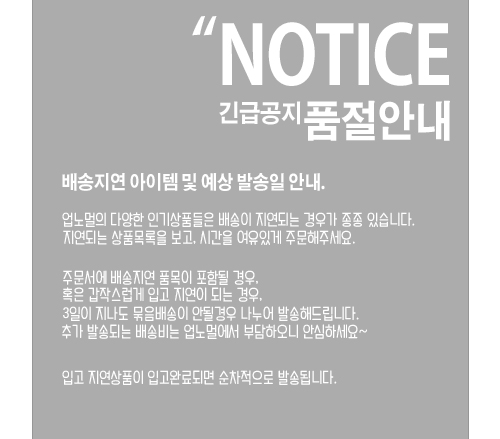 “NOTICE
긴급공지 품절안내
배송지연 아이템 및 예상 발송일 안내.
업노멀의 다양한 인기상품들은 배송이 지연되는 경우가 종종 있습니다.
지연되는 상품목록을 보고, 시간을 여유있게 주문해주세요.
주문서에 배송지연 품목이 포함될 경우,
혹은 갑작스럽게 입고 지연이 되는 경우,
3일이 지나도 묶음배송이 안될경우 나누어 발송해드립니다.
추가 발송되는 배송비는 업노멀에서 부담하오니 안심하세요~
입고 지연상품이 입고완료되면 순차적으로 발송됩니다.